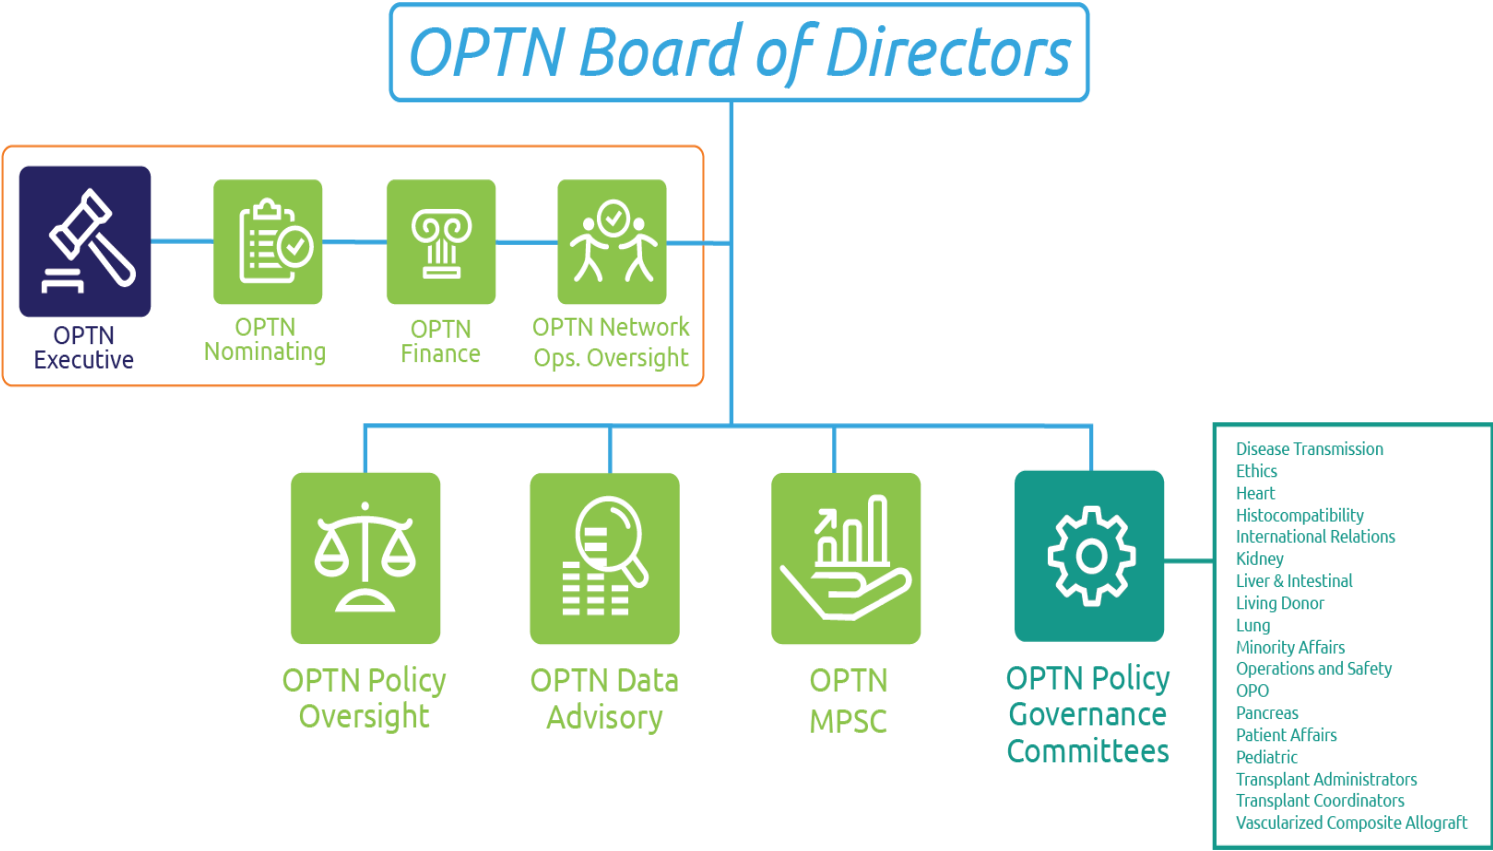 OPTN Board of Directors
OPTN
Executive
OPTN
Nominating
OPTN
Finance
OPTN Network
Ops. Oversight
OPTN Policy
Oversight
OPTN Data
Advisory
OPTN
MPSC
OPTN Policy
Governance
Committees
Disease Transmission
Ethics
Heart
Histocompatibility
International Relations
Kidney
Liver & Intestinal
Living Donor
Lung
Minority Affairs
Operations and Safety
OPO
Pancreas
Patient Affairs
Pediatric
Transplant Administrators
Transplant Coordinators
Vascularized Composite Allograft